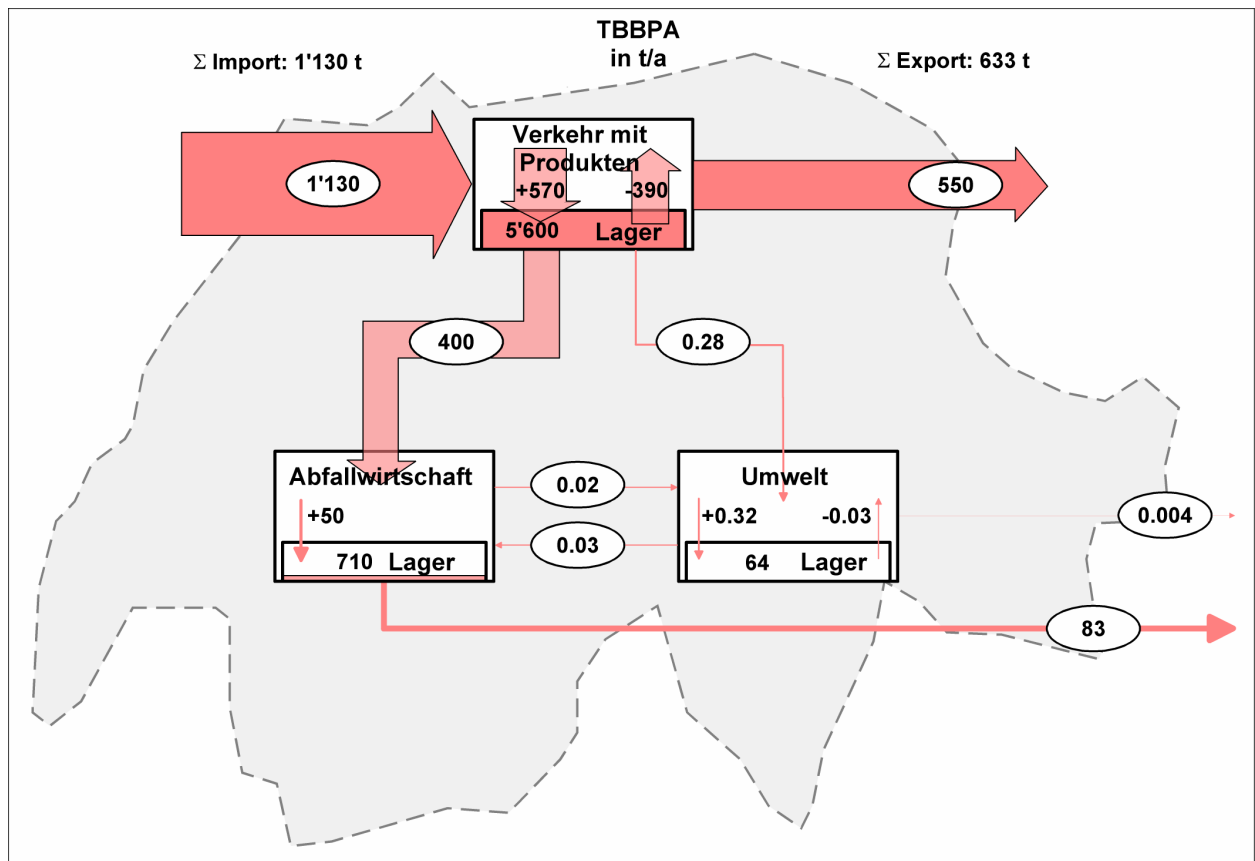 TBBPA
in t/a
Σ Import: 1'130 t
Σ Export: 633 t
Verkehr mit
Produkten
1'130
+570
-390
550
5'600 Lager
400
0.28
Abfallwirtschaft
0.02
Umwelt
+50
+0.32
-0.03
0.004
0.03
710 Lager
64 Lager
83